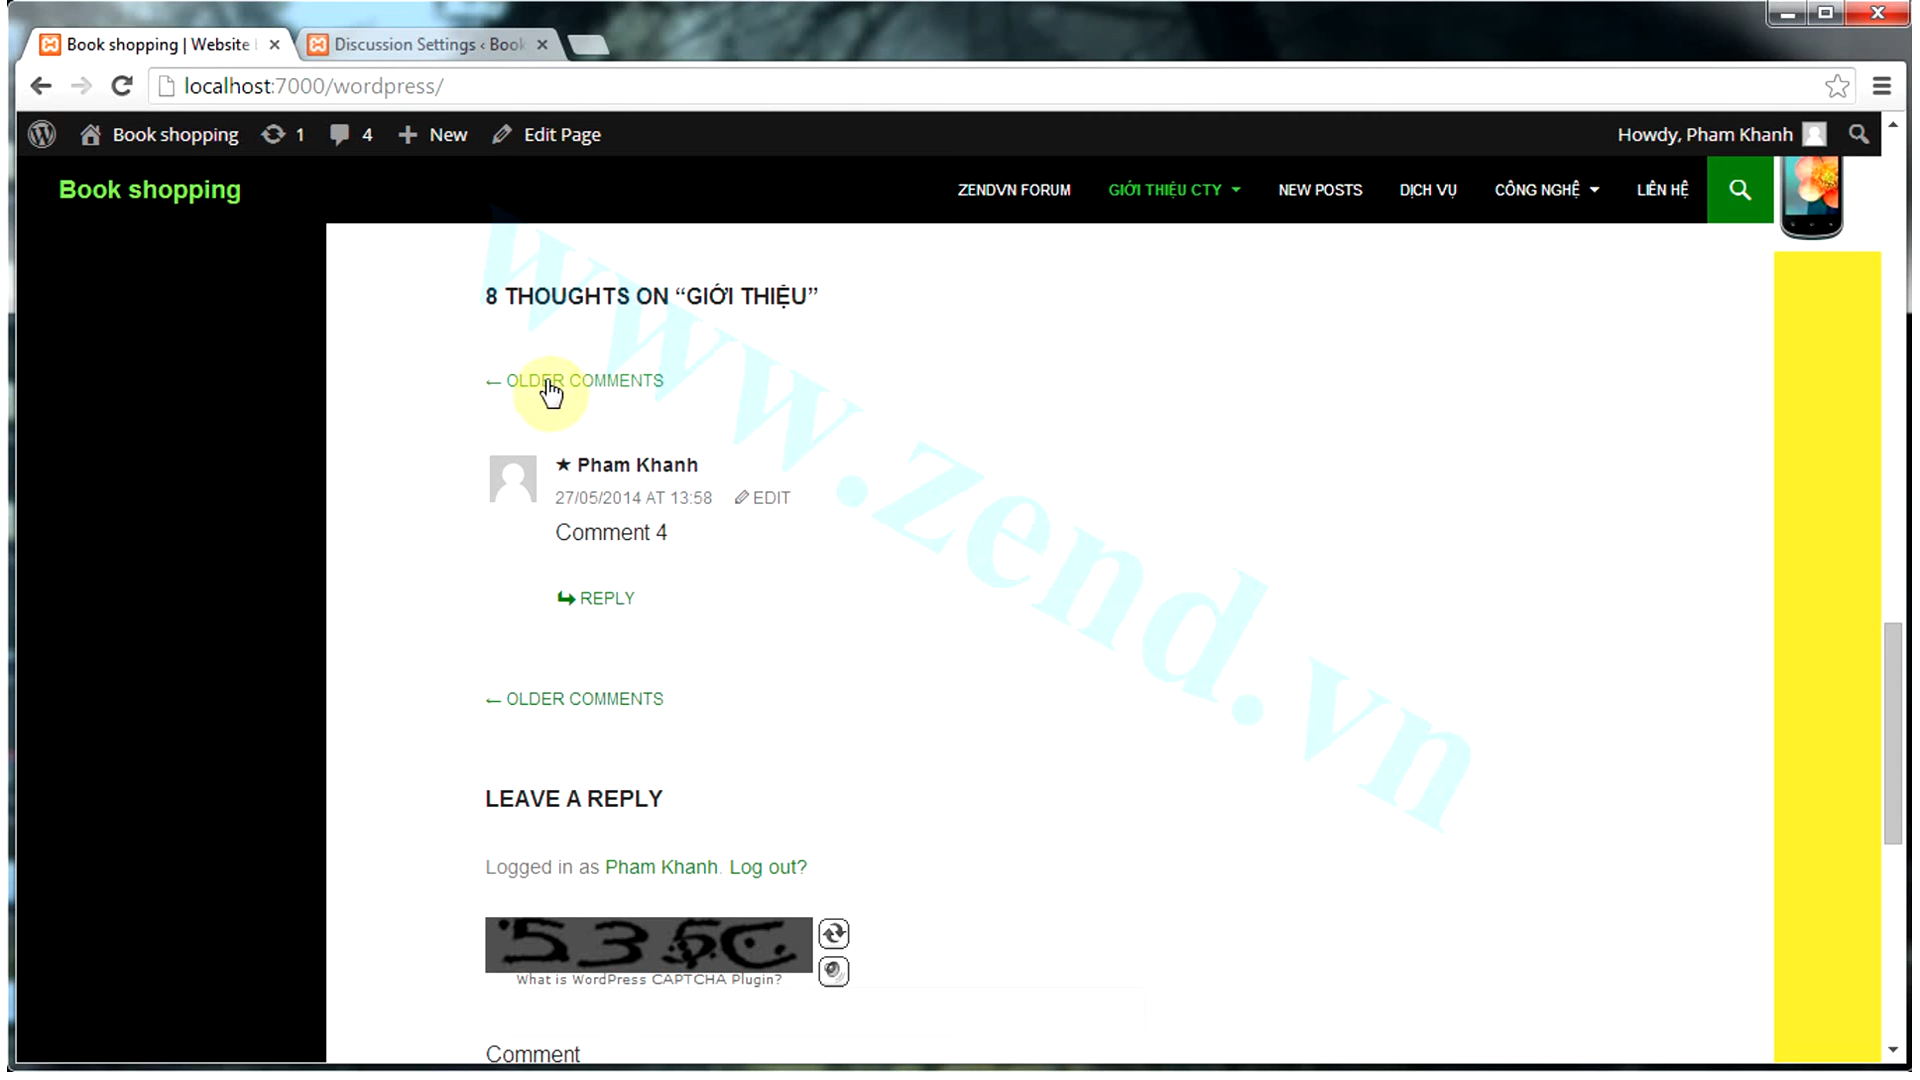 Book shopping | Website
Discussion Settings ‹ Book
localhost:7000/wordpress/
Book shopping
1
4
New
Edit Page
Howdy, Pham Khanh
Book shopping
ZENDVN FORUM
GIỚI THIỆU CTY
NEW POSTS
DỊCH VỤ
CÔNG NGHỆ
LIÊN HỆ
8 THOUGHTS ON “GIỚI THIỆU”
← OLDER COMMENTS
★ Pham Khanh
27/05/2014 AT 13:58
EDIT
Comment 4
REPLY
← OLDER COMMENTS
LEAVE A REPLY
Logged in as Pham Khanh. Log out?
What is WordPress CAPTCHA Plugin?
Comment
www.zend.vn